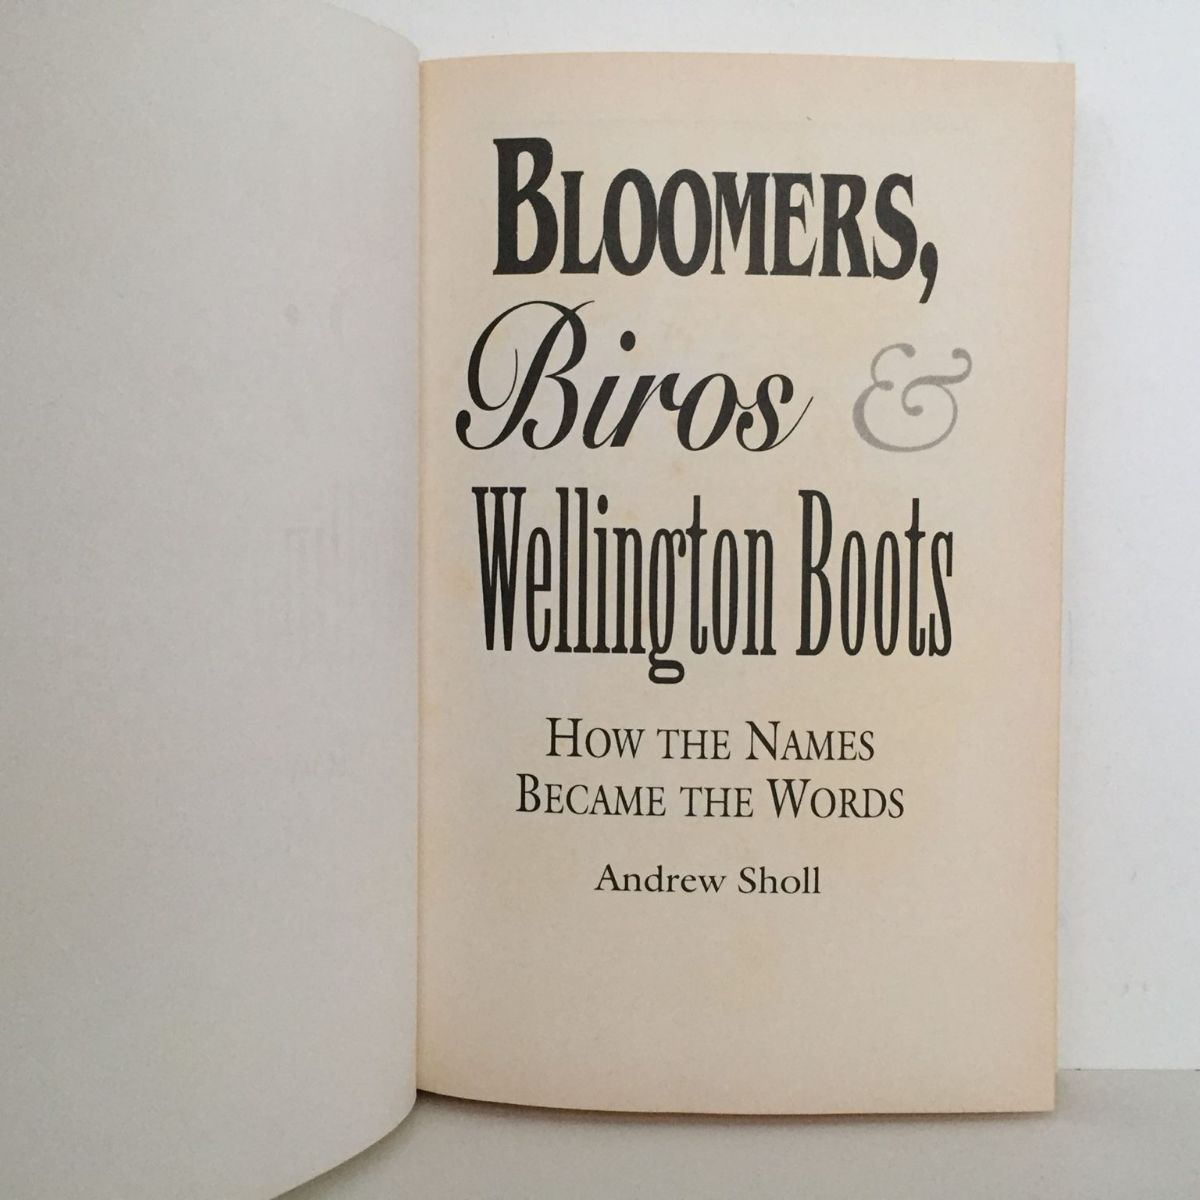 BLOOMERS,
Biros &
Wellington Boots
HOW THE NAMES
BECAME THE WORDS
Andrew Sholl